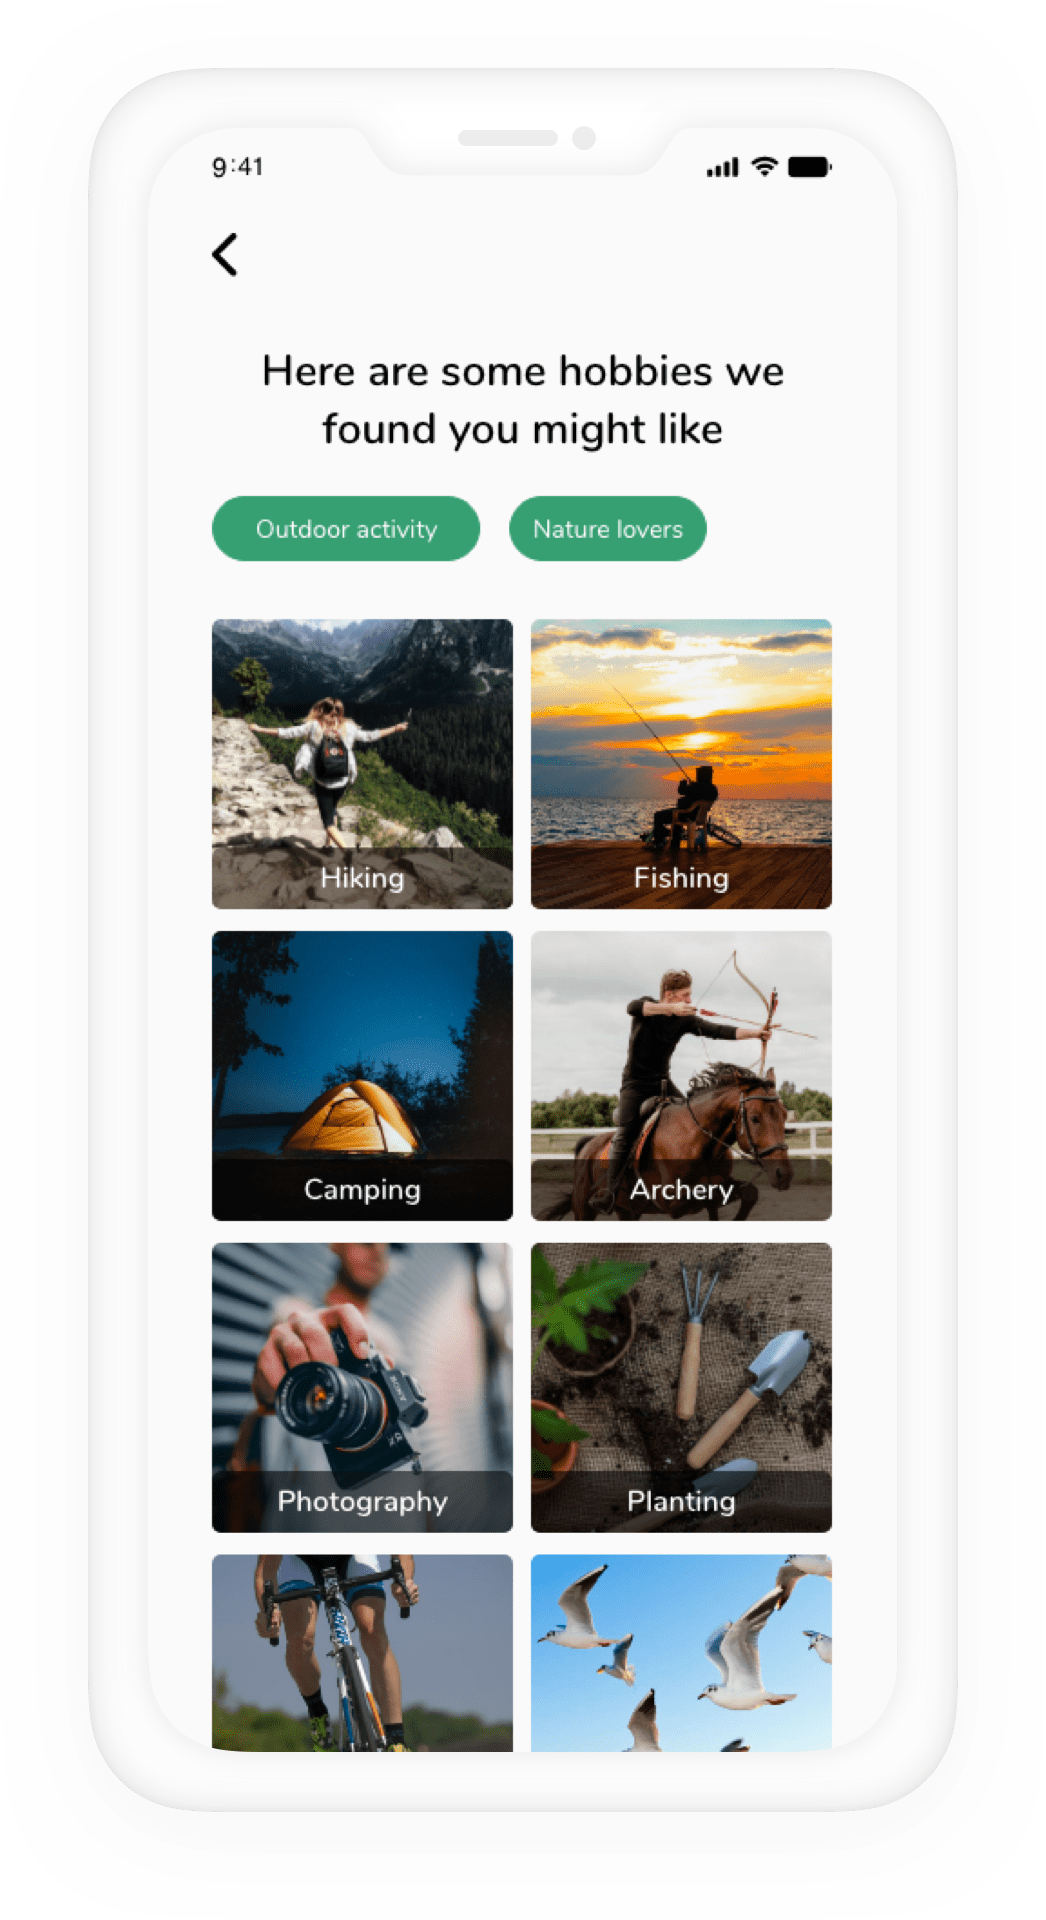 9:41
Here are some hobbies we
found you might like
Outdoor activity
Nature lovers
Hiking
Fishing
Camping
Archery
SONY
Photography
Planting